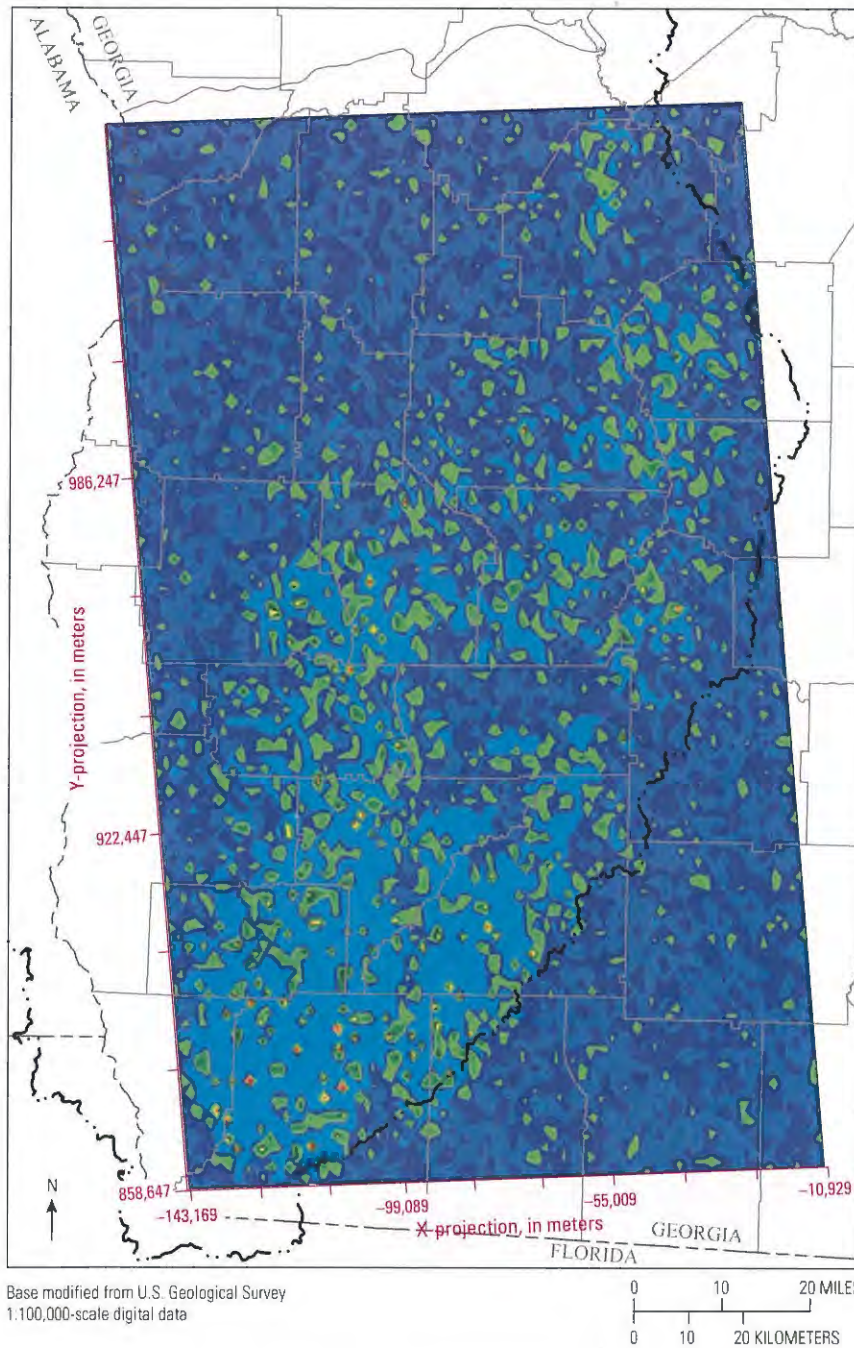 GEORGIA
ALABAMA
986,247
Y-projection, in meters
922,447
858,647
N
−143,169
−99,089
−55,009
−10,929
X projection, in meters
GEORGIA
FLORIDA
Base modified from U.S. Geological Survey
1:100,000-scale digital data
0 10 20 MILES
0 10 20 KILOMETERS